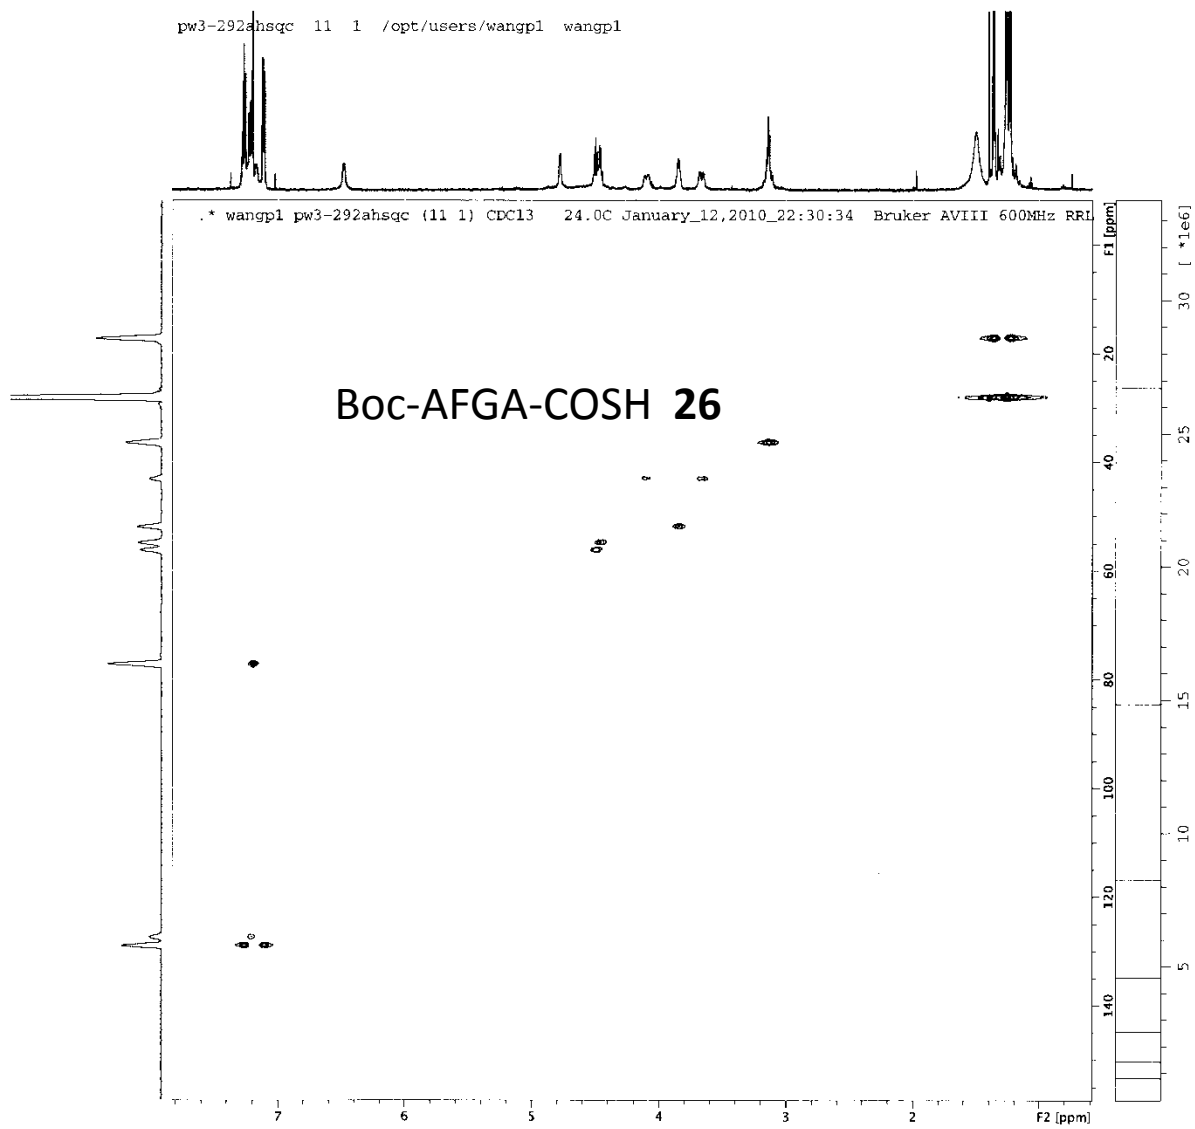 pw3-292ahsqc 11 1 /opt/users/wangp1 wangp1
.* wangp1 pw3-292ahsqc (11 1) CDCl3 24.0C January_12,2010_22:30:34 Bruker AVIII 600MHz RRL
F1 [ppm]
[ *1e6]
Boc-AFGA-COSH 26
20
40
60
80
100
120
140
30
25
20
15
10
5
7 6 5 4 3 2 F2 [ppm]